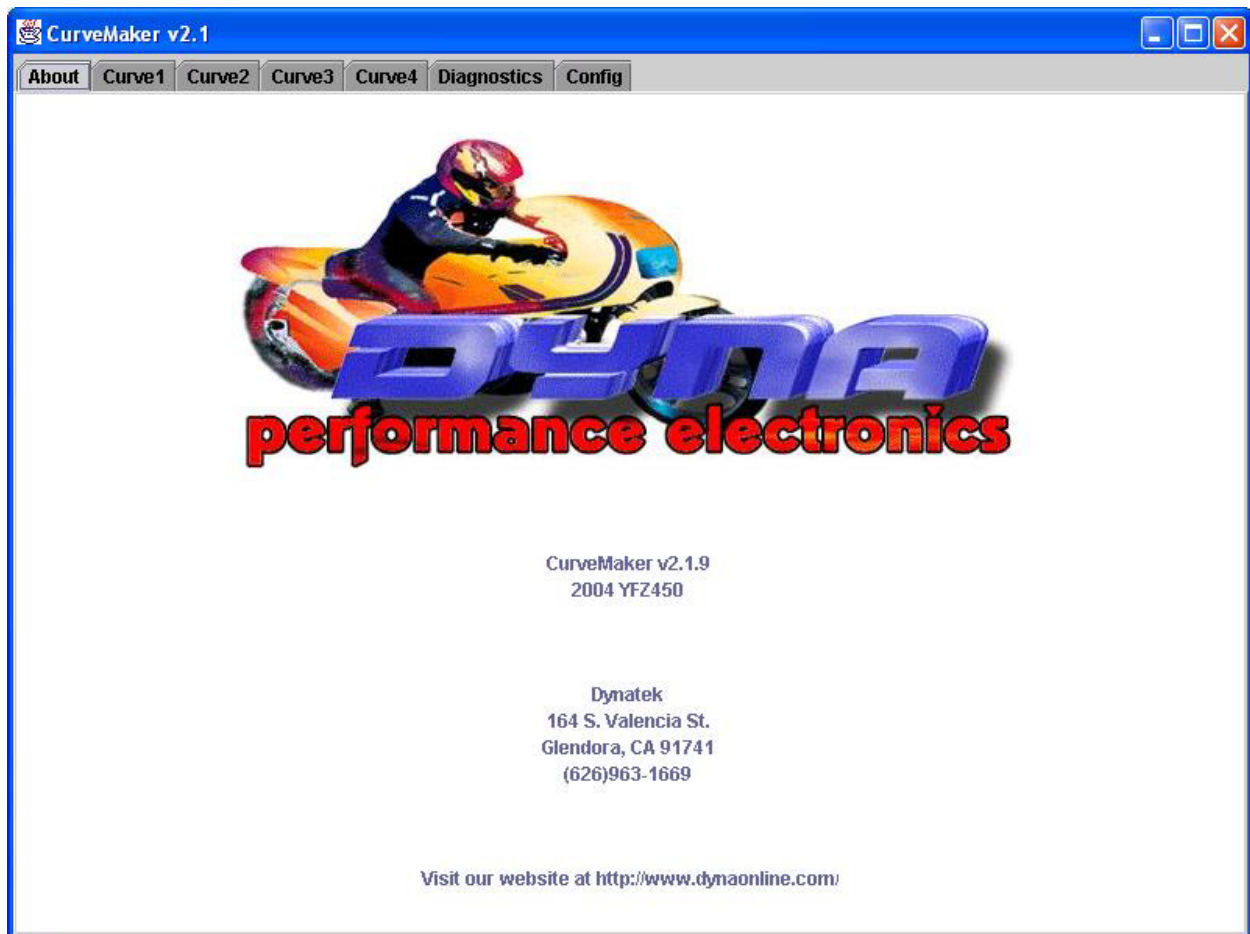 CurveMaker v2.1
About Curve1 Curve2 Curve3 Curve4 Diagnostics Config
DYNA
performance electronics
CurveMaker v2.1.9
2004 YFZ450
Dynatek
164 S. Valencia St.
Glendora, CA 91741
(626)963-1669
Visit our website at http://www.dynaonline.com/